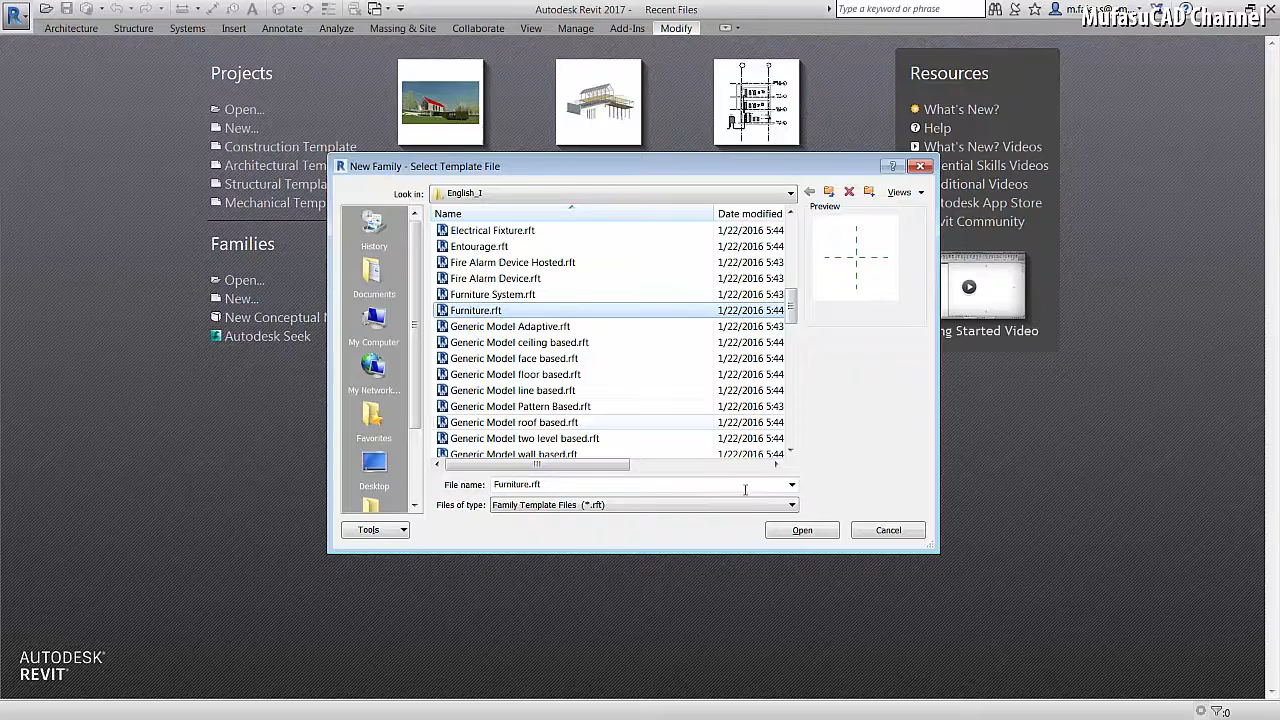 Autodesk Revit 2017 -    Recent Files
Type a keyword or phrase
MufasuCAD Channel
Architecture
Structure
Systems
Insert
Annotate
Analyze
Massing & Site
Collaborate
View
Manage
Add-Ins
Modify
Projects
Open...
New...
Construction Template
Architectural Tem
Structural Templa
Mechanical Temp
Families
Open...
New...
New Conceptual
Autodesk Seek
Resources
What's New?
Help
What's New? Videos
ential Skills Videos
ditional Videos
todesk App Store
vit Community
ng Started Video
New Family - Select Template File
Look in:
English_I
Views
Preview
Name
Date modified
Electrical Fixture.rft 1/22/2016 5:44
Entourage.rft 1/22/2016 5:44
Fire Alarm Device Hosted.rft 1/22/2016 5:44
Fire Alarm Device.rft 1/22/2016 5:44
Furniture System.rft 1/22/2016 5:43
Furniture.rft 1/22/2016 5:44
Generic Model Adaptive.rft 1/22/2016 5:43
Generic Model ceiling based.rft 1/22/2016 5:44
Generic Model face based.rft 1/22/2016 5:44
Generic Model floor based.rft 1/22/2016 5:44
Generic Model line based.rft 1/22/2016 5:44
Generic Model Pattern Based.rft 1/22/2016 5:43
Generic Model roof based.rft 1/22/2016 5:44
Generic Model two level based.rft 1/22/2016 5:44
Generic Model wall based.rft 1/22/2016 5:44
History
Documents
My Computer
My Network...
Favorites
Desktop
File name:
Furniture.rft
Files of type:
Family Template Files (*.rft)
Tools
Open
Cancel
AUTODESK®
REVIT®
:0